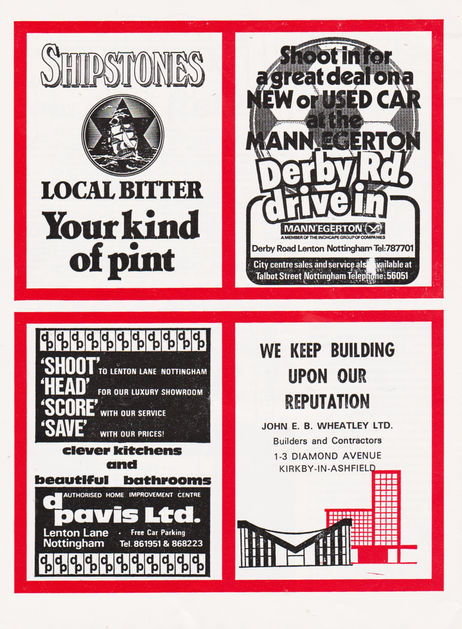 SHIPSTONES
LOCAL BITTER
Your kind
of pint
Shoot in for
a great deal on a
NEW or USED CAR
at the
MANN EGERTON
Derby Rd.
drive in
MANN EGERTON
A MEMBER OF THE INCHCAPE GROUP OF COMPANIES
Derby Road Lenton Nottingham Tel:787701
City centre sales and service also available at
Talbot Street Nottingham Telephone: 56051
'SHOOT' TO LENTON LANE NOTTINGHAM
'HEAD' FOR OUR LUXURY SHOWROOM
'SCORE' WITH OUR SERVICE
'SAVE' WITH OUR PRICES!
clever kitchens
and
beautiful bathrooms
AUTHORISED HOME IMPROVEMENT CENTRE
d pavis Ltd.
Lenton Lane · Free Car Parking
Nottingham Tel. 861951 & 868223
WE KEEP BUILDING
UPON OUR
REPUTATION
JOHN E. B. WHEATLEY LTD.
Builders and Contractors
1-3 DIAMOND AVENUE
KIRKBY-IN-ASHFIELD